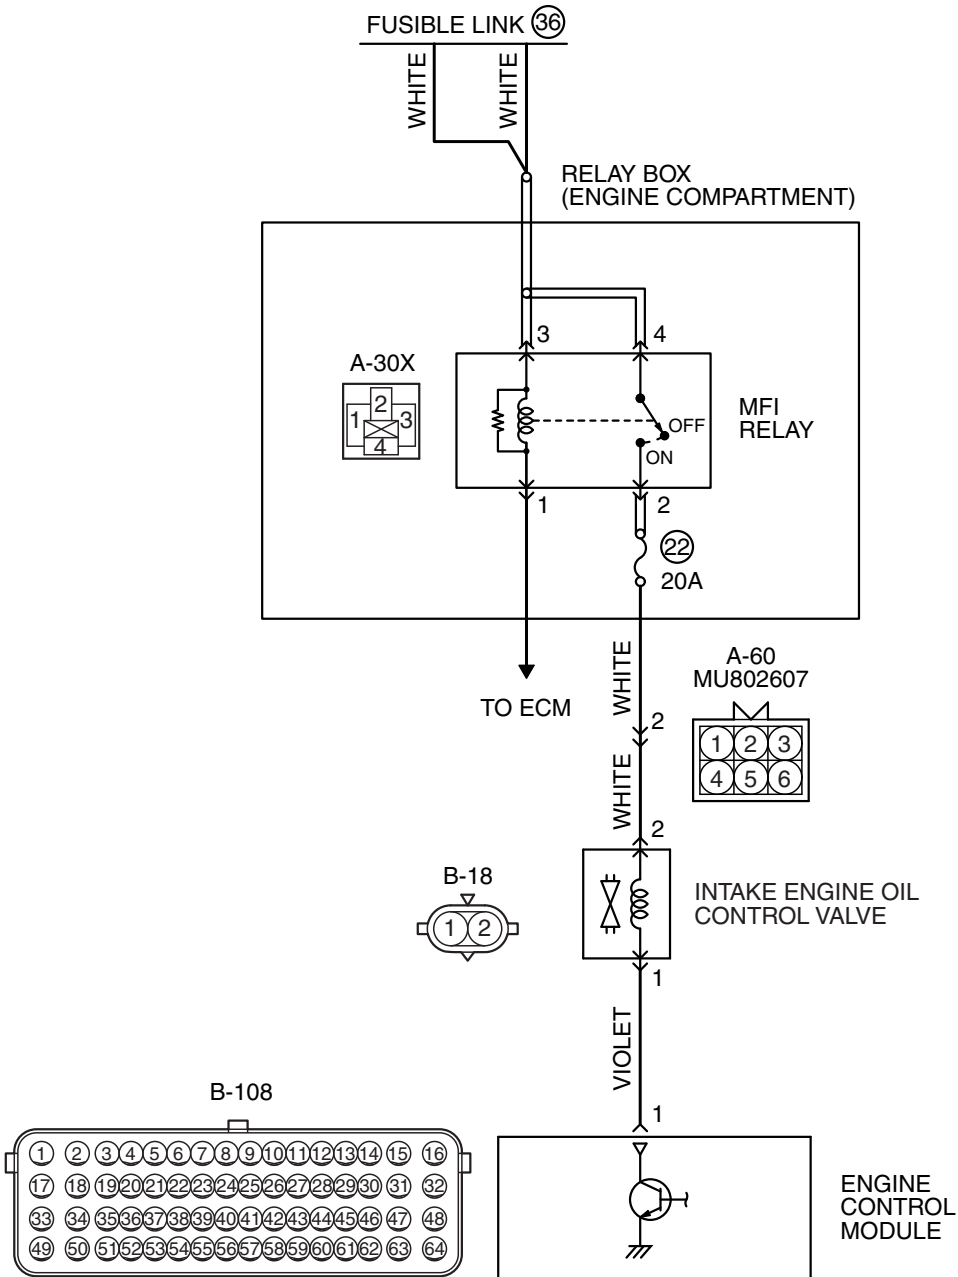 FUSIBLE LINK 36
WHITE
WHITE
RELAY BOX
(ENGINE COMPARTMENT)
3
4
A-30X
2
1
3
4
OFF
ON
MFI
RELAY
1
2
22
20A
WHITE
A-60
MU802607
TO ECM
2
1 2 3
4 5 6
WHITE
2
B-18
1 2
INTAKE ENGINE OIL
CONTROL VALVE
1
VIOLET
B-108
1
1 2 3 4 5 6 7 8 9 10 11 12 13 14 15 16
17 18 19 20 21 22 23 24 25 26 27 28 29 30 31 32
33 34 35 36 37 38 39 40 41 42 43 44 45 46 47 48
49 50 51 52 53 54 55 56 57 58 59 60 61 62 63 64
ENGINE
CONTROL
MODULE